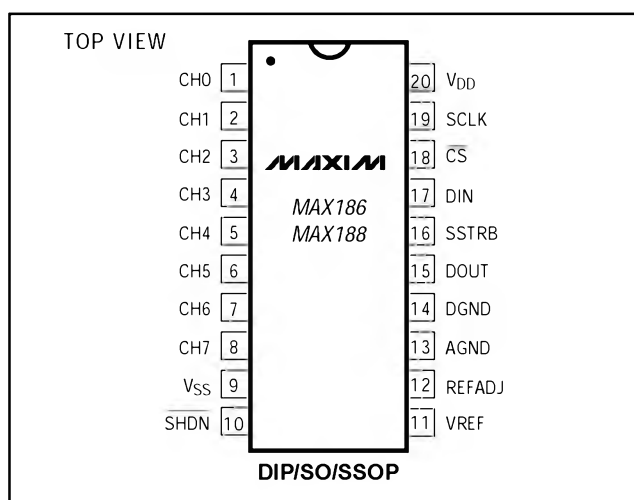 TOP VIEW
CH0 1
CH1 2
CH2 3
CH3 4
CH4 5
CH5 6
CH6 7
CH7 8
VSS 9
SHDN 10
MAXIM
MAX186
MAX188
20 VDD
19 SCLK
18 CS
17 DIN
16 SSTRB
15 DOUT
14 DGND
13 AGND
12 REFADJ
11 VREF
DIP/SO/SSOP